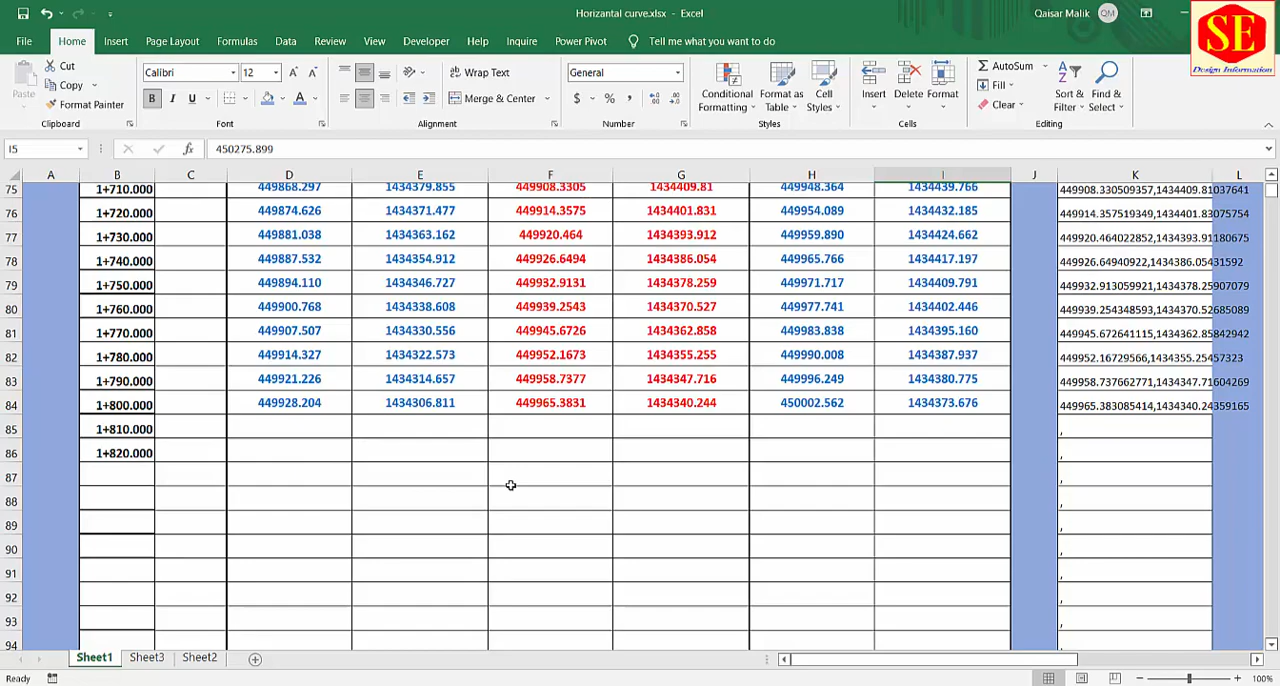 Horizantal curve.xlsx - Excel
Qaisar Malik QM
SE
Design Information
File Home Insert Page Layout Formulas Data Review View Developer Help Inquire Power Pivot Tell me what you want to do
Paste Cut Copy Format Painter Clipboard
Calibri 12 B I U Font
Wrap Text Merge & Center Alignment
General $ % , Number
Conditional Formatting Format as Table Cell Styles Styles
Insert Delete Format Cells
AutoSum Fill Clear Sort & Filter Find & Select Editing
I5 fx 450275.899
A B C D E F G H I J K L
75 1+710.000 449868.297 1434379.855 449908.3305 1434409.81 449948.364 1434439.766 449908.330509357,1434409.81037641
76 1+720.000 449874.626 1434371.477 449914.3575 1434401.831 449954.089 1434432.185 449914.357519349,1434401.83075754
77 1+730.000 449881.038 1434363.162 449920.464 1434393.912 449959.890 1434424.662 449920.464022852,1434393.91180675
78 1+740.000 449887.532 1434354.912 449926.6494 1434386.054 449965.766 1434417.197 449926.64940922,1434386.05431592
79 1+750.000 449894.110 1434346.727 449932.9131 1434378.259 449971.717 1434409.791 449932.913059921,1434378.25907079
80 1+760.000 449900.768 1434338.608 449939.2543 1434370.527 449977.741 1434402.446 449939.254348593,1434370.52685089
81 1+770.000 449907.507 1434330.556 449945.6726 1434362.858 449983.838 1434395.160 449945.672641115,1434362.85842942
82 1+780.000 449914.327 1434322.573 449952.1673 1434355.255 449990.008 1434387.937 449952.16729566,1434355.25457323
83 1+790.000 449921.226 1434314.657 449958.7377 1434347.716 449996.249 1434380.775 449958.737662771,1434347.71604269
84 1+800.000 449928.204 1434306.811 449965.3831 1434340.244 450002.562 1434373.676 449965.383085414,1434340.24359165
85 1+810.000 ,
86 1+820.000 ,
87 ,
88 ,
89 ,
90 ,
91 ,
92 ,
93 ,
94
Sheet1 Sheet3 Sheet2
Ready 100%